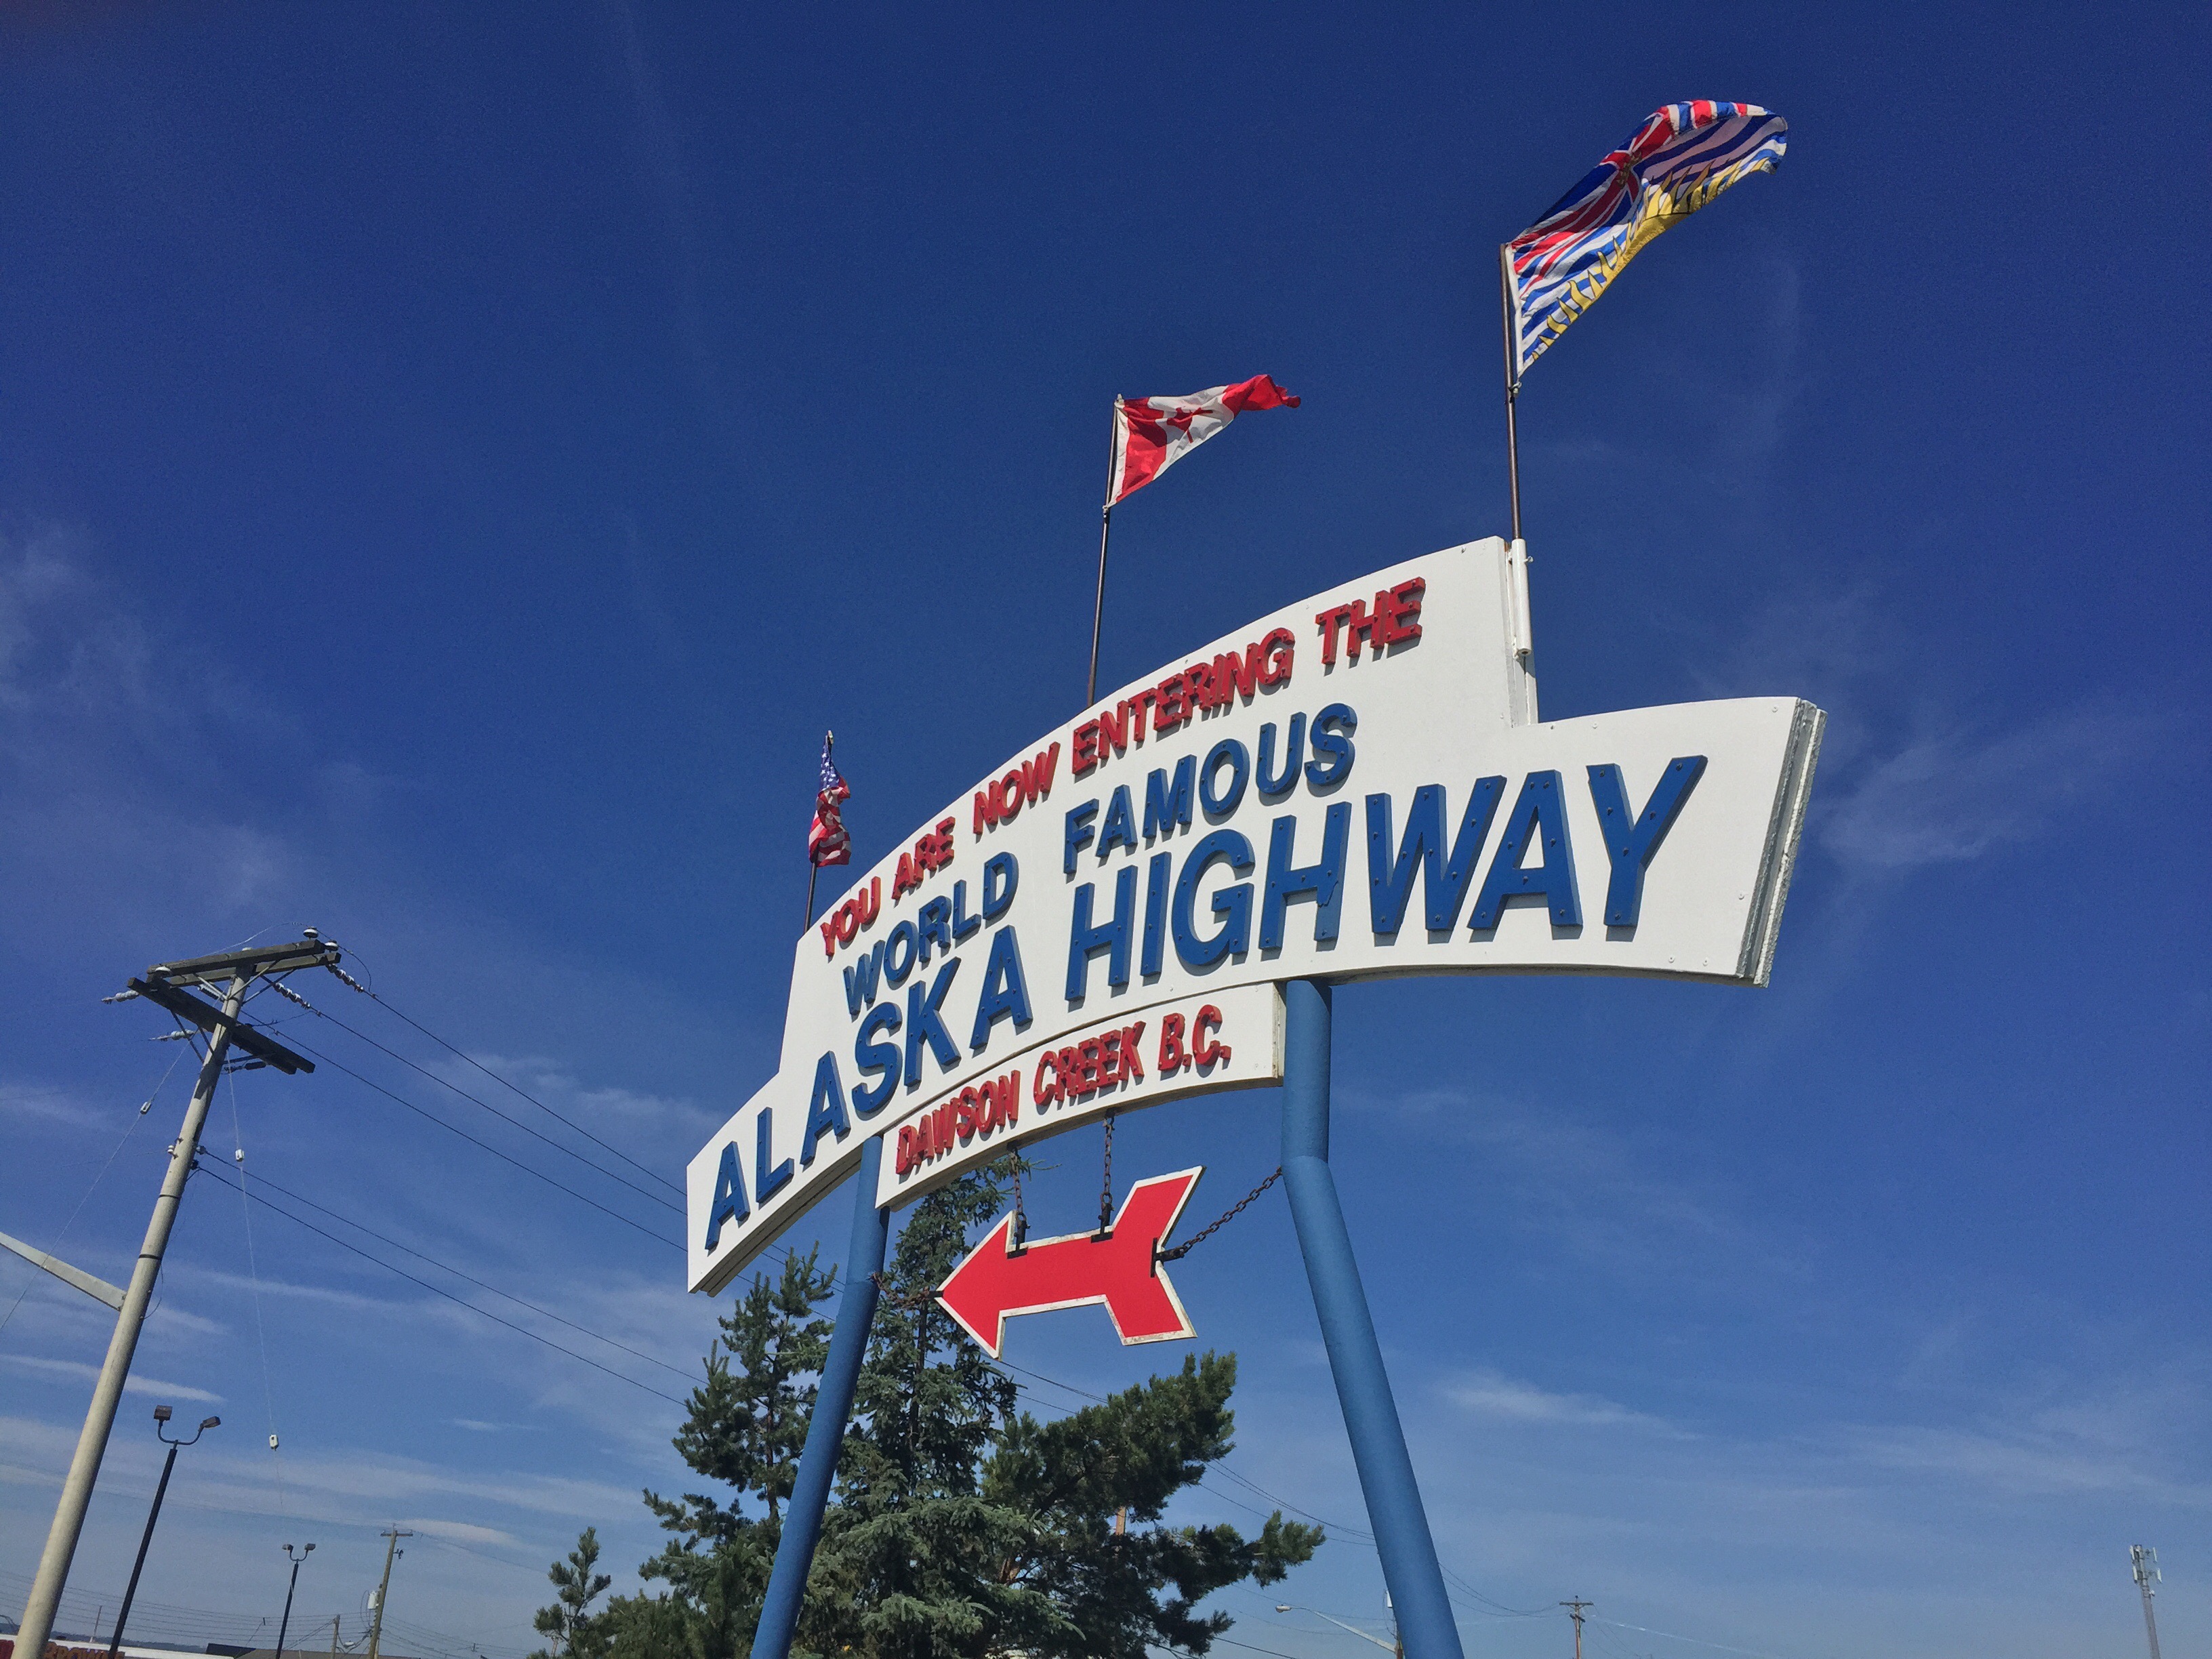 YOU ARE NOW ENTERING THE
WORLD FAMOUS
ALASKA HIGHWAY
DAWSON CREEK B.C.